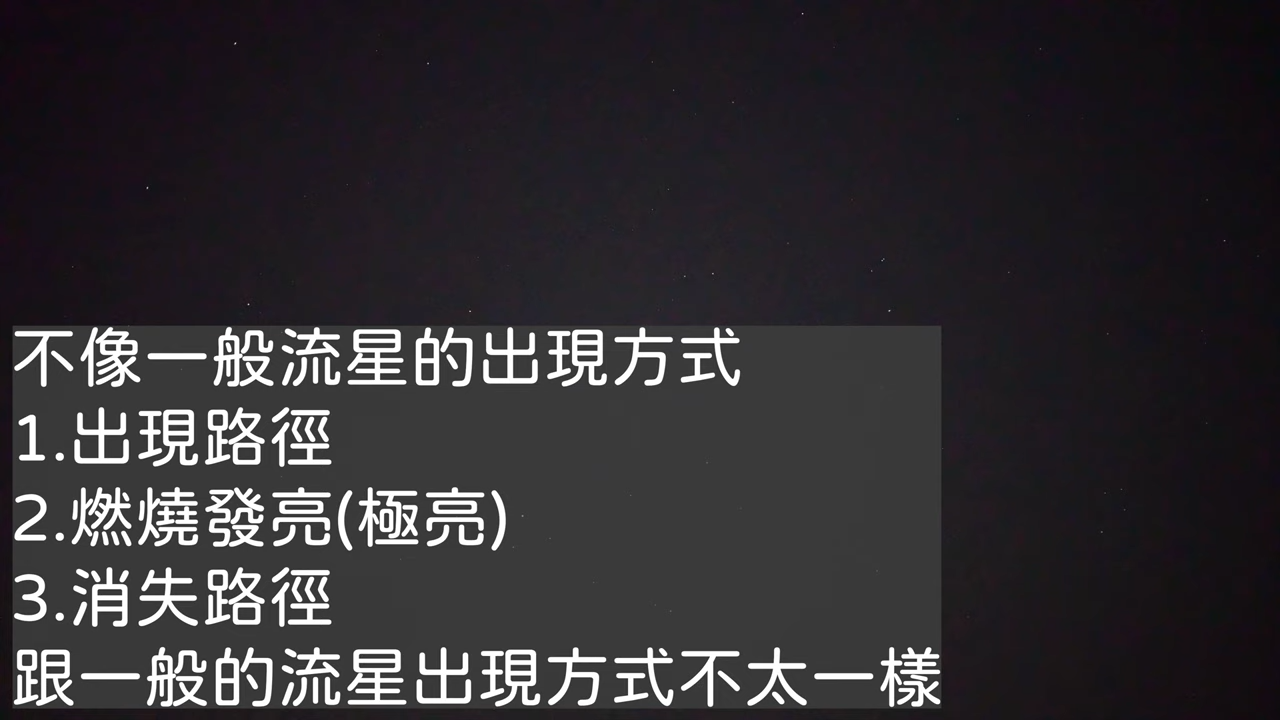 不像一般流星的出現方式
1.出現路徑
2.燃燒發亮(極亮)
3.消失路徑
跟一般的流星出現方式不太一樣